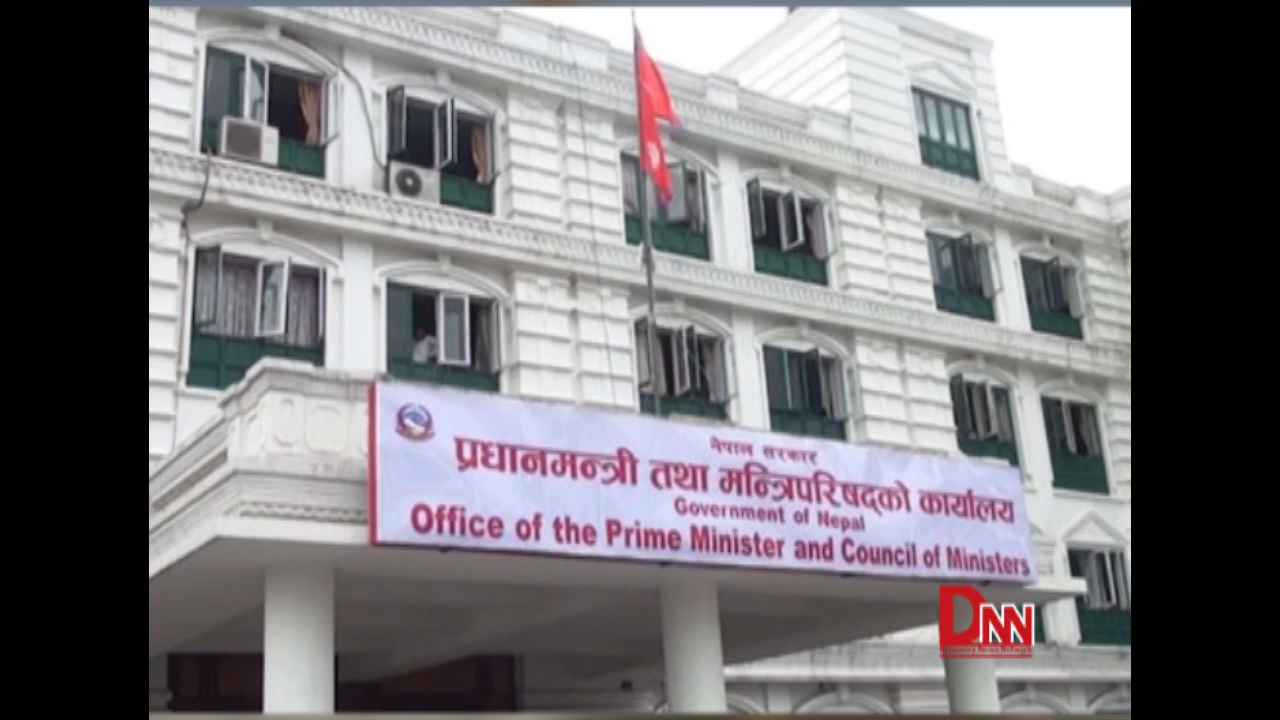 नेपाल सरकार
प्रधानमन्त्री तथा मन्त्रिपरिषद्को कार्यालय
Government of Nepal
Office of the Prime Minister and Council of Ministers
DNN